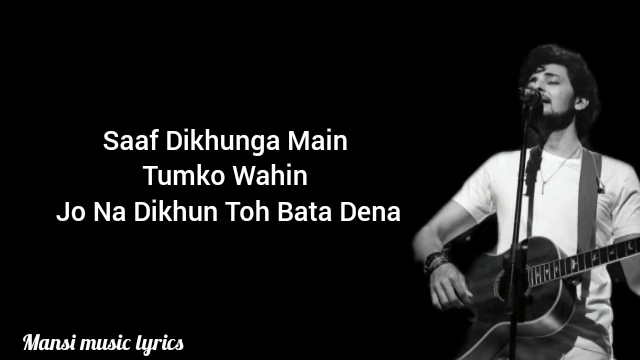 Saaf Dikhunga Main
Tumko Wahin
Jo Na Dikhun Toh Bata Dena
Mansi music lyrics